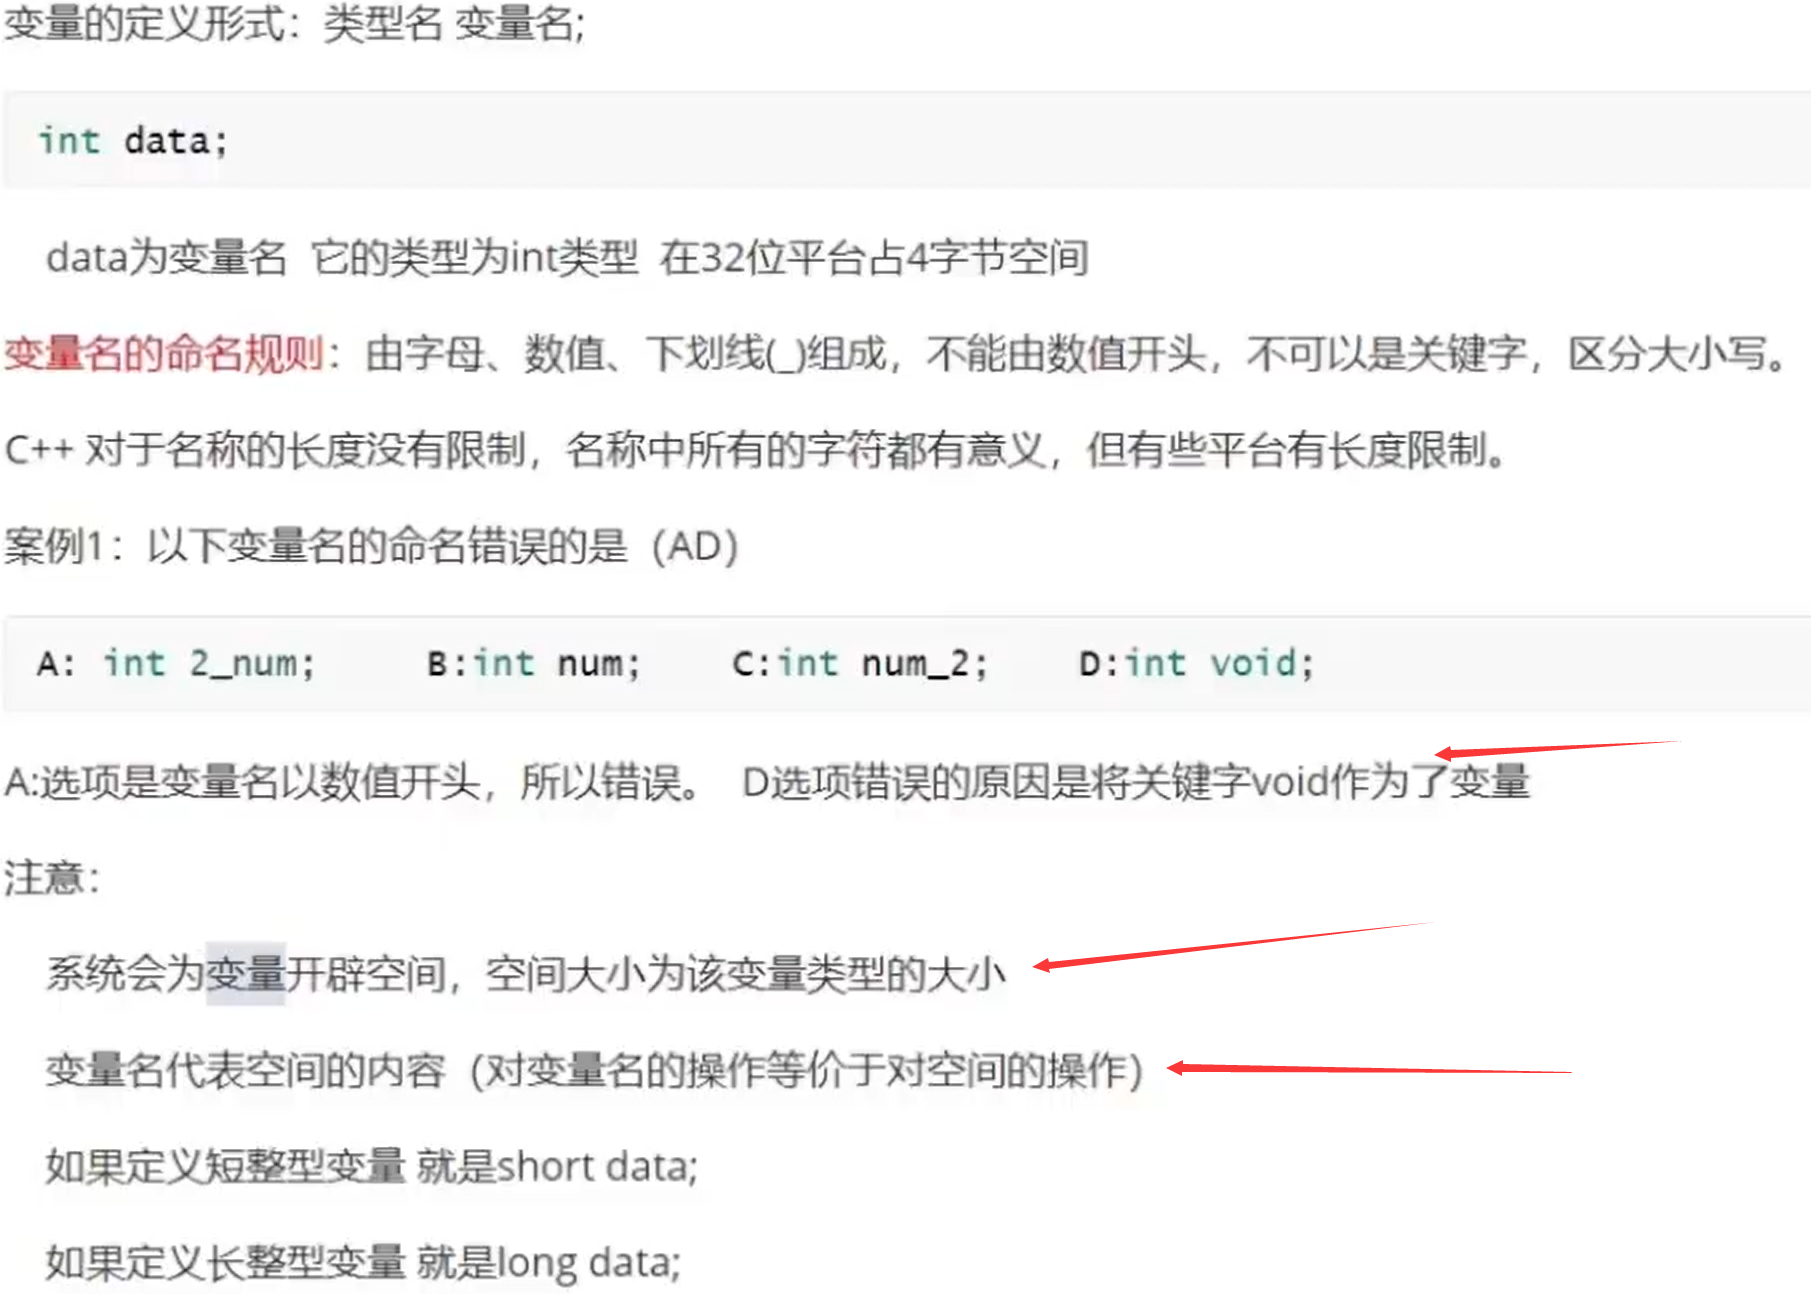 变量的定义形式：类型名 变量名;
int data;
data为变量名 它的类型为int类型 在32位平台占4字节空间
变量名的命名规则：由字母、数值、下划线(_)组成，不能由数值开头，不可以是关键字，区分大小写。
C++ 对于名称的长度没有限制，名称中所有的字符都有意义，但有些平台有长度限制。
案例1：以下变量名的命名错误的是（AD）
A: int 2_num; B:int num; C:int num_2; D:int void;
A:选项是变量名以数值开头，所以错误。 D选项错误的原因是将关键字void作为了变量
注意：
系统会为变量开辟空间，空间大小为该变量类型的大小
变量名代表空间的内容（对变量名的操作等价于对空间的操作）
如果定义短整型变量 就是short data;
如果定义长整型变量 就是long data;